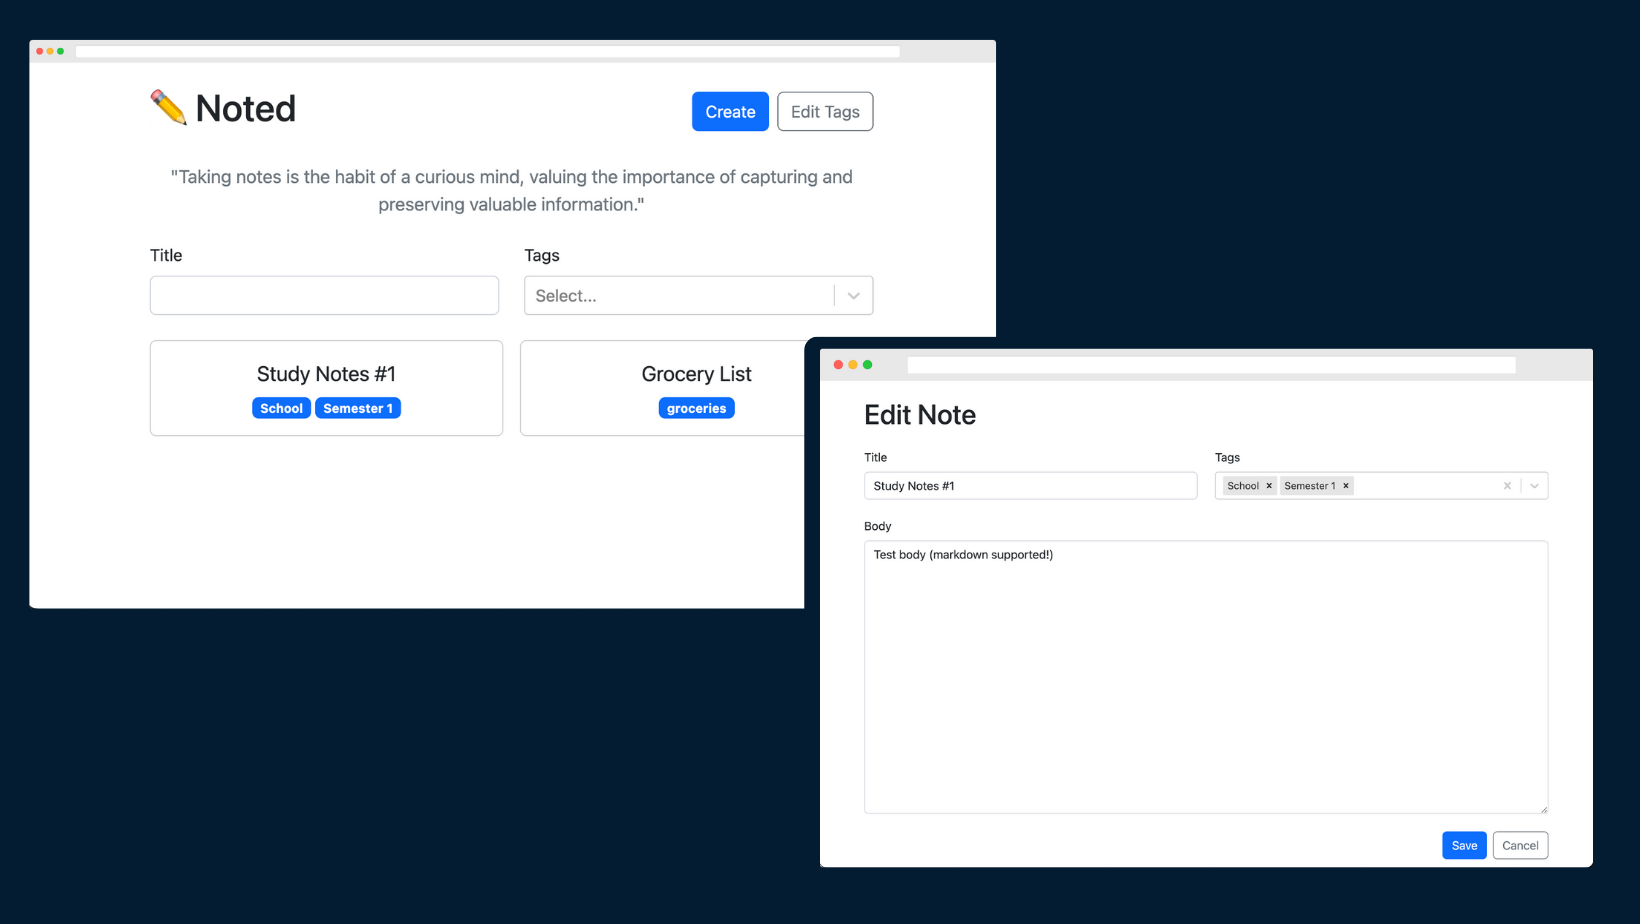 Noted
Create
Edit Tags
"Taking notes is the habit of a curious mind, valuing the importance of capturing and
preserving valuable information."
Title
Tags
Select...
Study Notes #1
School
Semester 1
Grocery List
groceries
Edit Note
Title
Tags
Study Notes #1
School ×
Semester 1 ×
Body
Test body (markdown supported!)
Save
Cancel